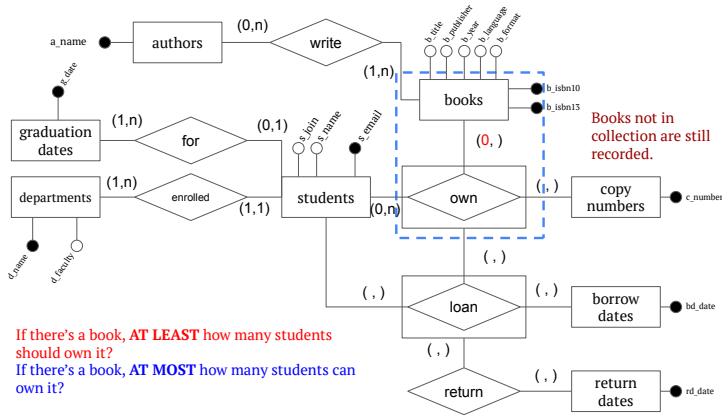 b_title
b_publisher
b_year
b_language
b_format
a_name
authors
(0,n)
write
(1,n)
books
b_isbn10
b_isbn13
g_date
graduation
dates
(1,n)
for
(0,1)
s_join
s_name
s_email
(0, )
Books not in
collection are still
recorded.
departments
(1,n)
enrolled
(1,1)
students
(0,n)
own
( , )
copy
numbers
c_number
d_name
d_faculty
( , )
( , )
loan
( , )
borrow
dates
bd_date
If there's a book, AT LEAST how many students
should own it?
If there's a book, AT MOST how many students can
own it?
( , )
return
( , )
return
dates
rd_date